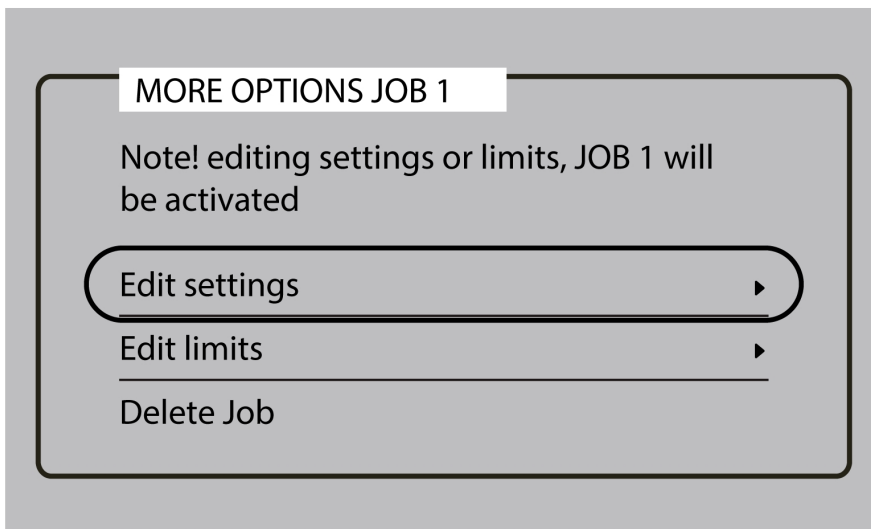 MORE OPTIONS JOB 1
Note! editing settings or limits, JOB 1 will
be activated
Edit settings
Edit limits
Delete Job